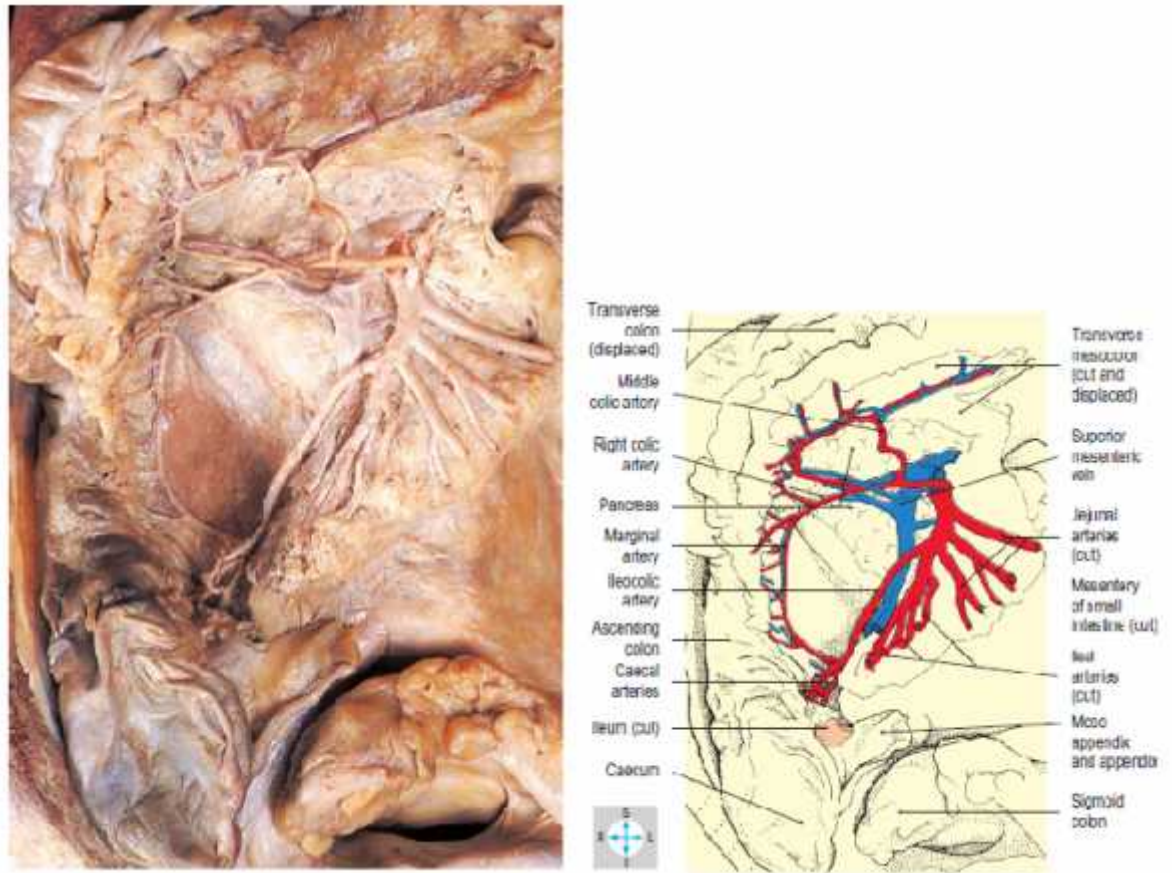 Transverse
colon
(displaced)
Middle
colic artery
Right colic
artery
Pancreas
Marginal
artery
Ileocolic
artery
Ascending
colon
Caecal
arteries
Ileum (cut)
Caecum
S
R
L
I
Transverse
mesocolon
(cut and
displaced)
Superior
mesenteric
vein
Jejunal
arteries
(cut)
Mesentery
of small
intestine (cut)
Ileal
arteries
(cut)
Meso
appendix
and appendix
Sigmoid
colon